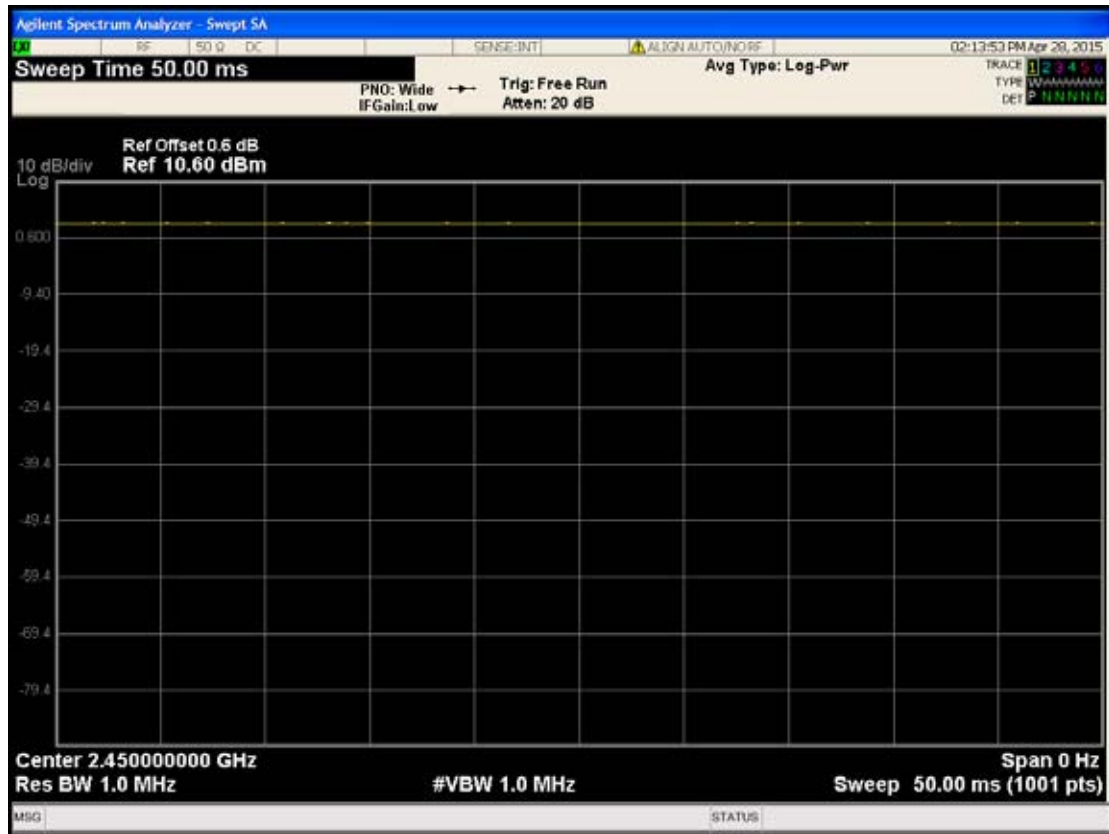 Agilent Spectrum Analyzer - Swept SA
RF 50 Ω DC SENSE:INT ALIGN AUTO/NO RF 02:13:53 PM Apr 28, 2015
Sweep Time 50.00 ms Avg Type: Log-Pwr TRACE 1 2 3 4 5 6
PNO: Wide Trig: Free Run TYPE WWWWWW
IFGain:Low Atten: 20 dB DET P N N N N N
Ref Offset 0.6 dB
10 dB/div Ref 10.60 dBm
Log
0.600
-9.40
-19.4
-29.4
-39.4
-49.4
-59.4
-69.4
-79.4
Center 2.450000000 GHz Span 0 Hz
Res BW 1.0 MHz #VBW 1.0 MHz Sweep 50.00 ms (1001 pts)
MSG STATUS